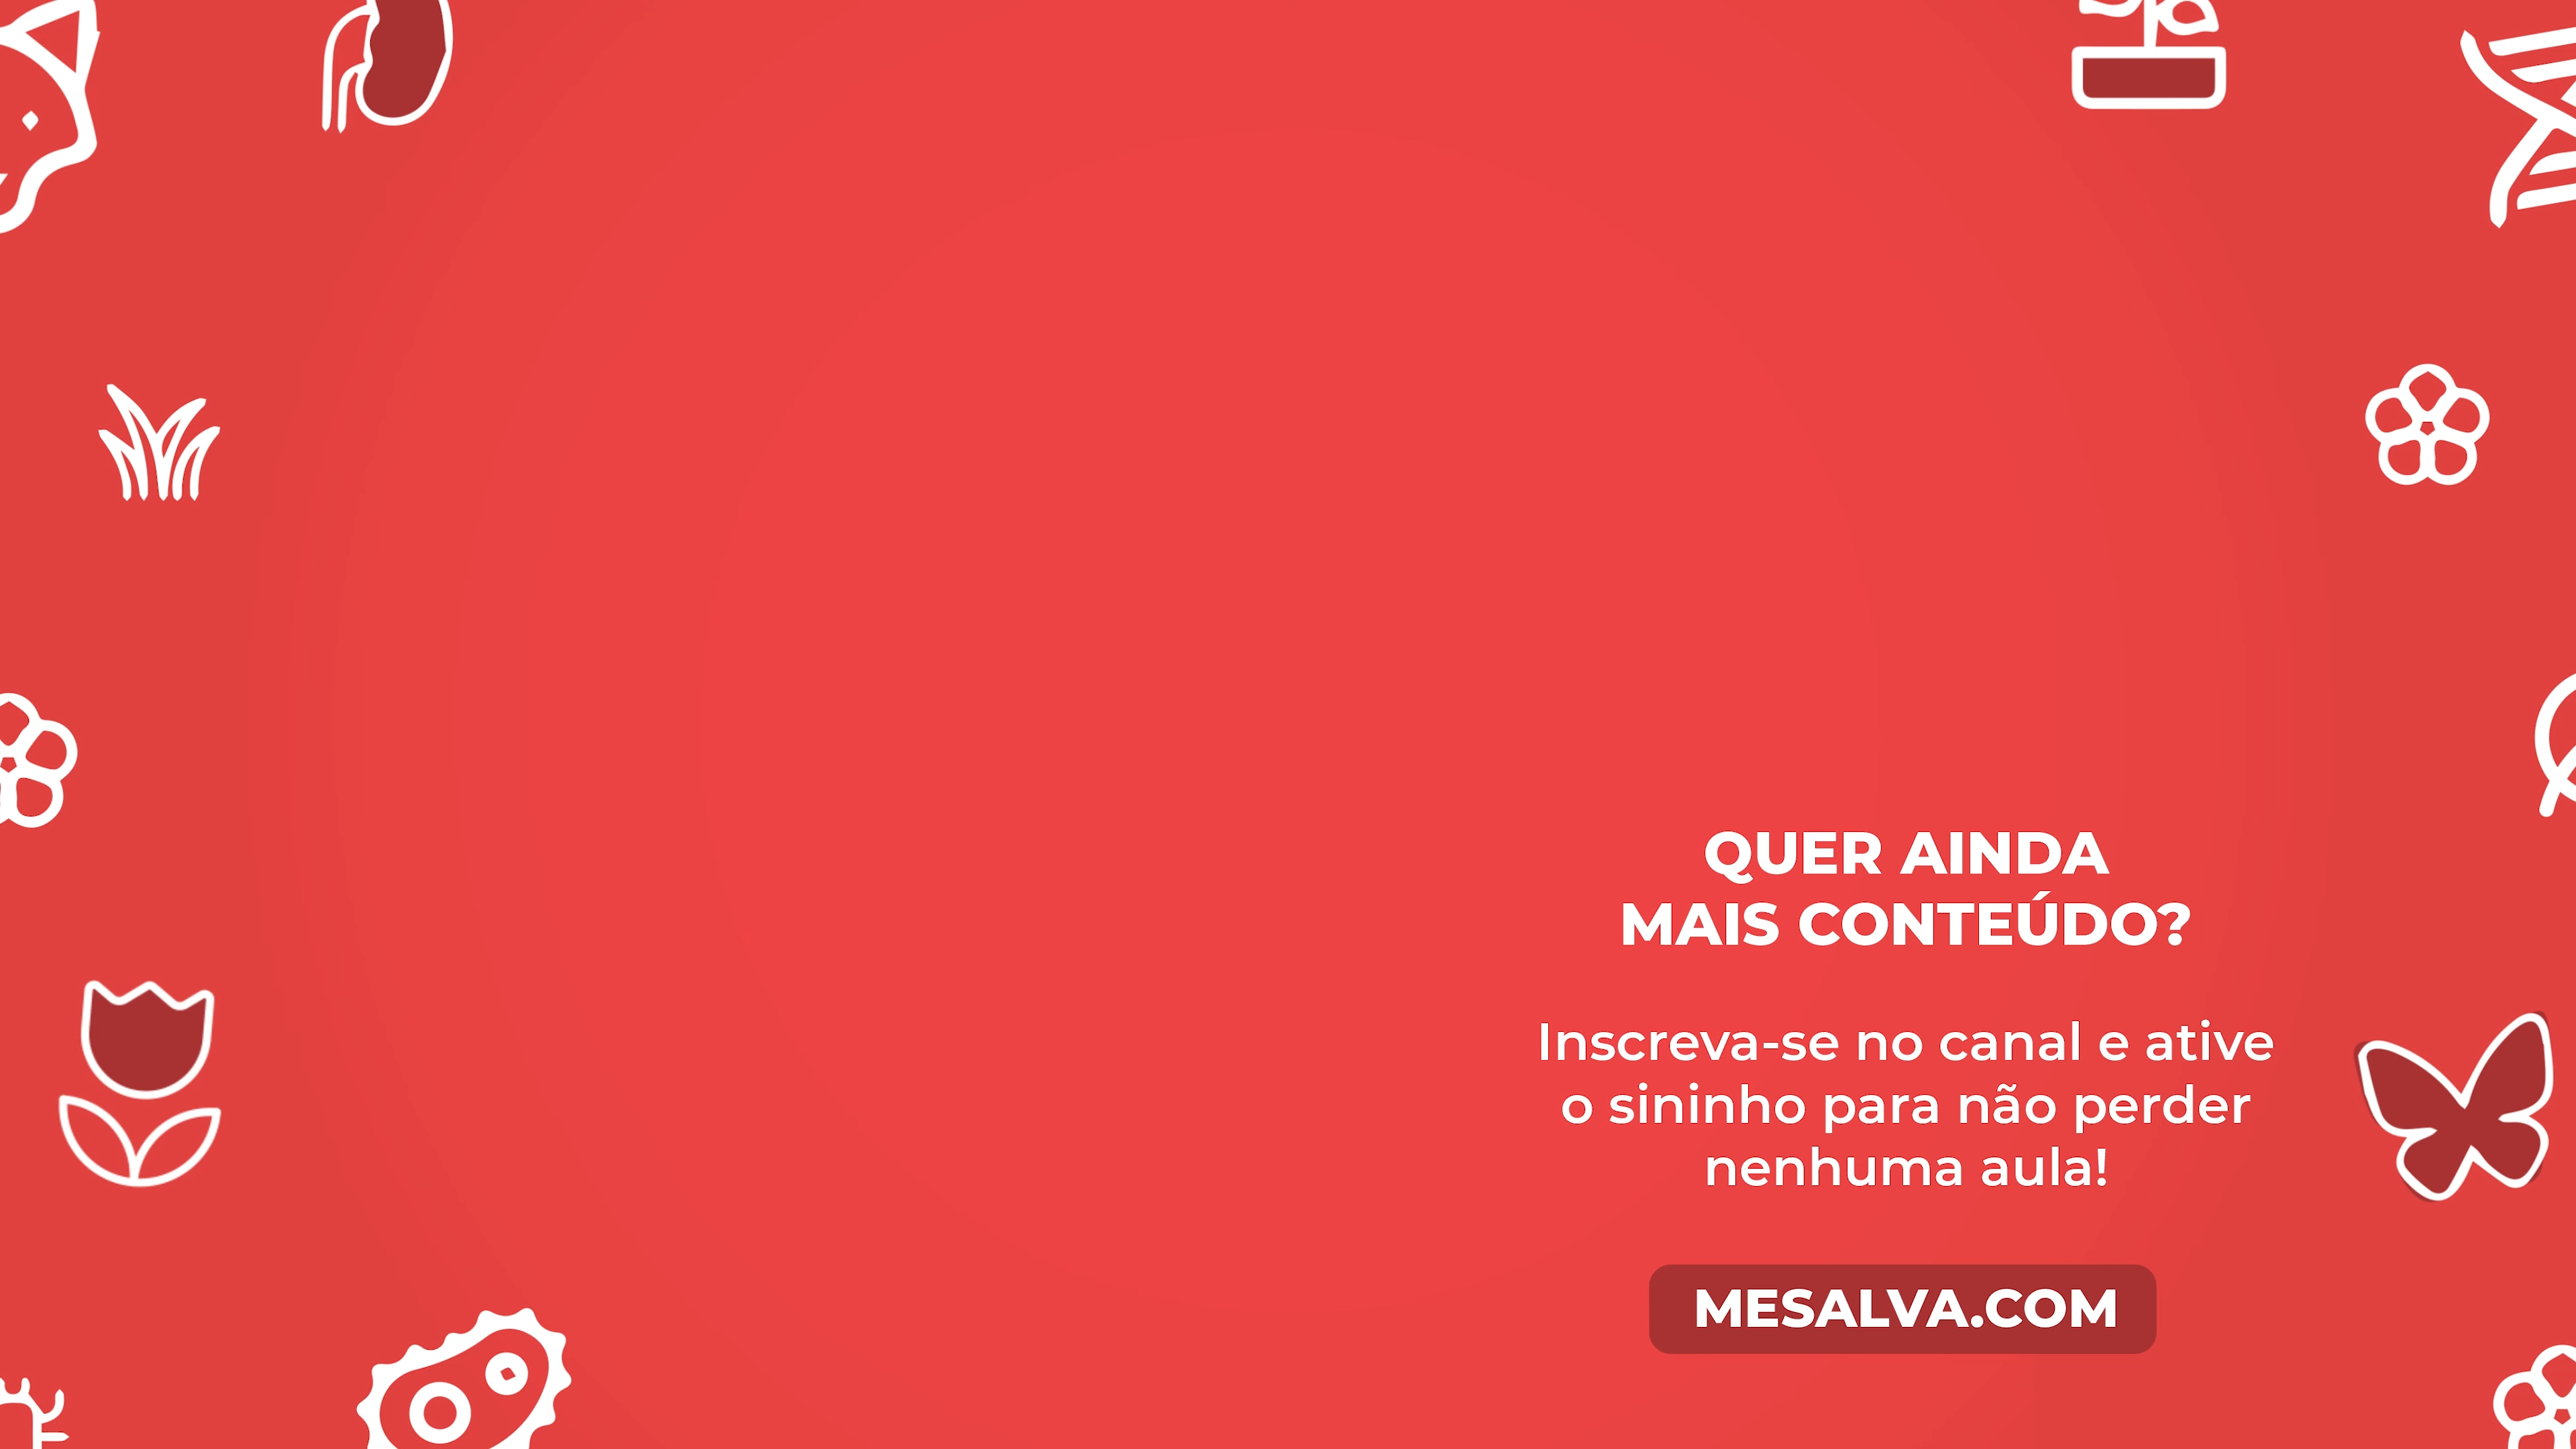 QUER AINDA
MAIS CONTEÚDO?
Inscreva-se no canal e ative
o sininho para não perder
nenhuma aula!
MESALVA.COM